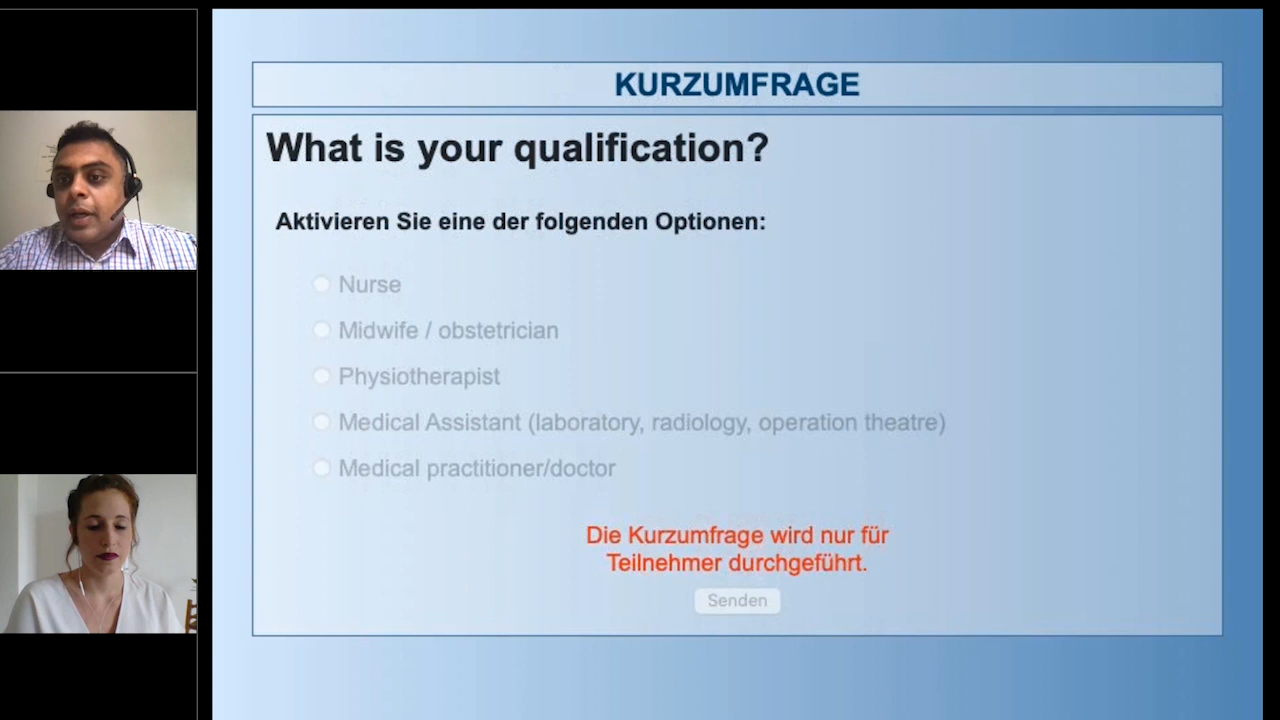 KURZUMFRAGE
What is your qualification?
Aktivieren Sie eine der folgenden Optionen:
Nurse
Midwife / obstetrician
Physiotherapist
Medical Assistant (laboratory, radiology, operation theatre)
Medical practitioner/doctor
Die Kurzumfrage wird nur für
Teilnehmer durchgeführt.
Senden